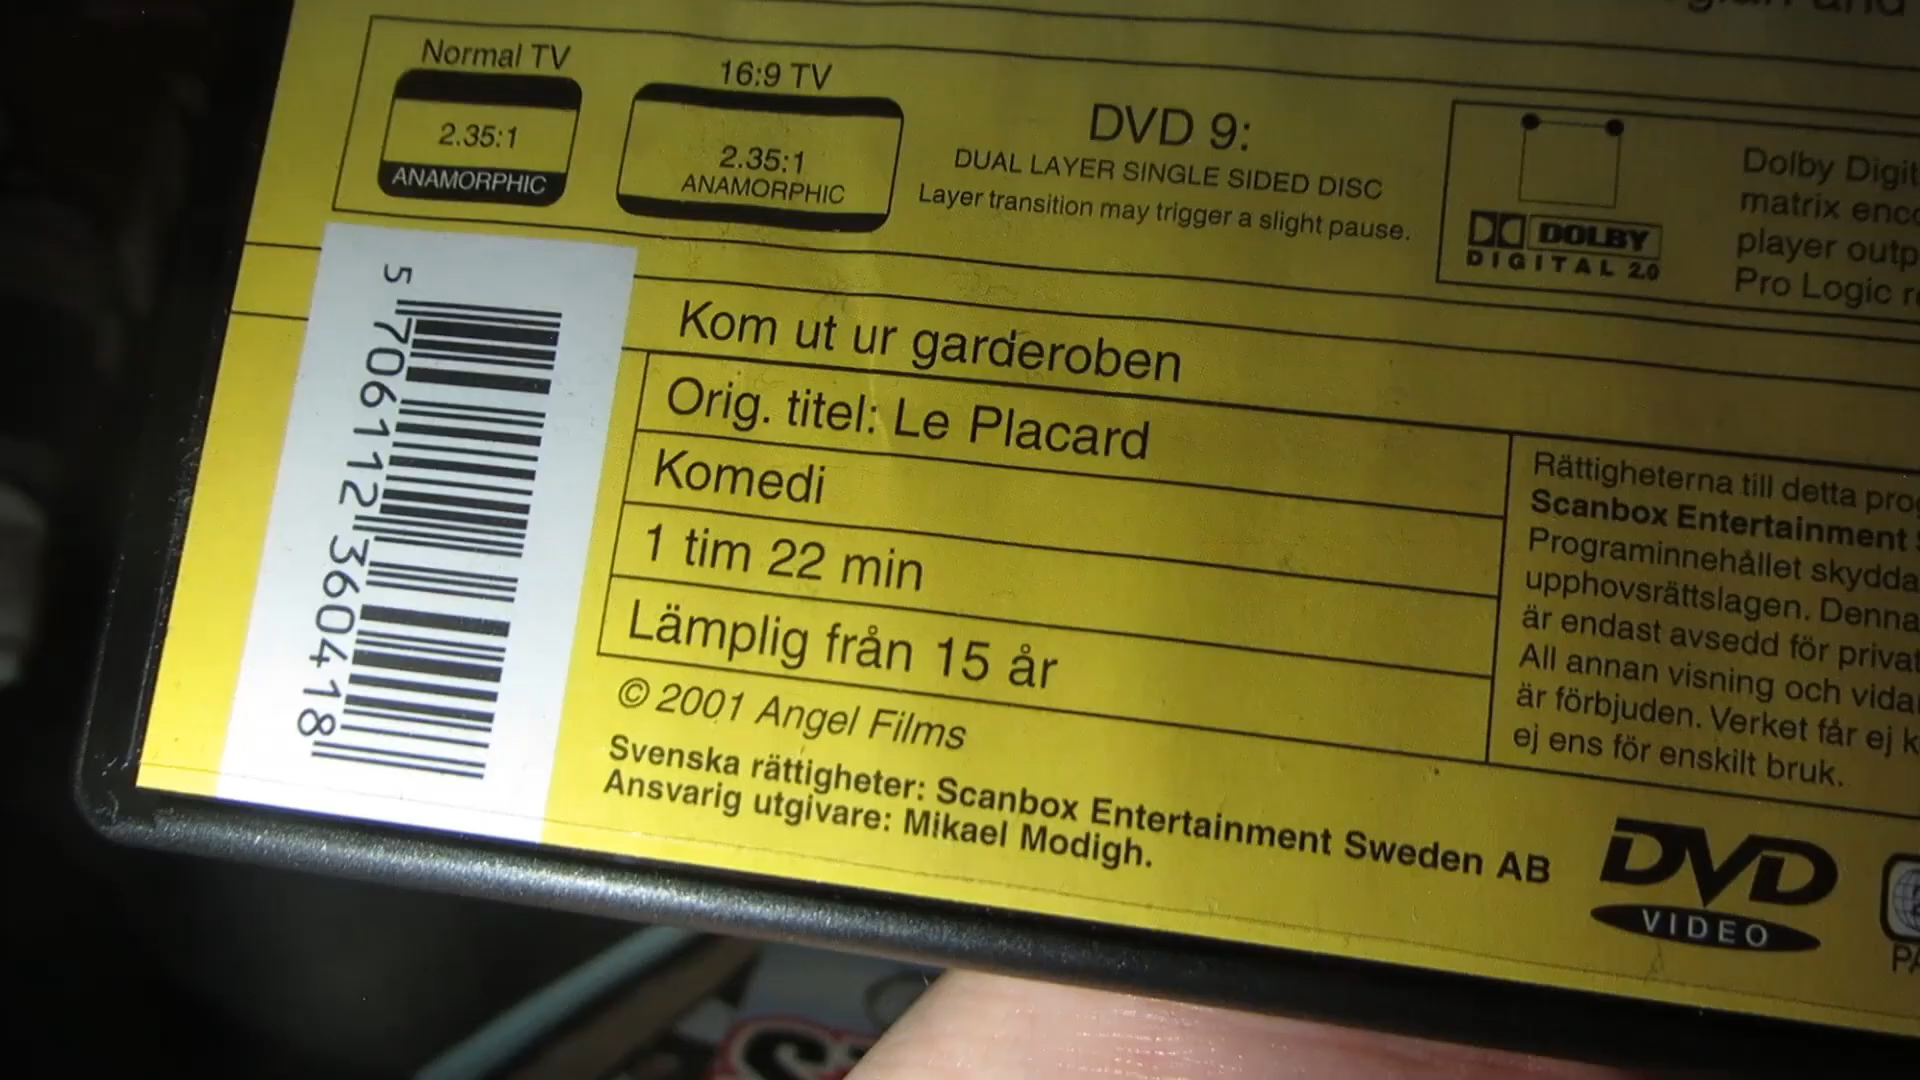 Normal TV
2.35:1
ANAMORPHIC
16:9 TV
2.35:1
ANAMORPHIC
DVD 9:
DUAL LAYER SINGLE SIDED DISC
Layer transition may trigger a slight pause.
DOLBY
DIGITAL 2.0
Dolby Digit
matrix enco
player outp
Pro Logic r
5 706112 360418
Kom ut ur garderoben
Orig. titel: Le Placard
Komedi
1 tim 22 min
Lämplig från 15 år
© 2001 Angel Films
Svenska rättigheter: Scanbox Entertainment Sweden AB
Ansvarig utgivare: Mikael Modigh.
Rättigheterna till detta prog
Scanbox Entertainment
Programinnehållet skydda
upphovsrättslagen. Denna
är endast avsedd för privat
All annan visning och vida
är förbjuden. Verket får ej k
ej ens för enskilt bruk.
DVD
VIDEO
PA